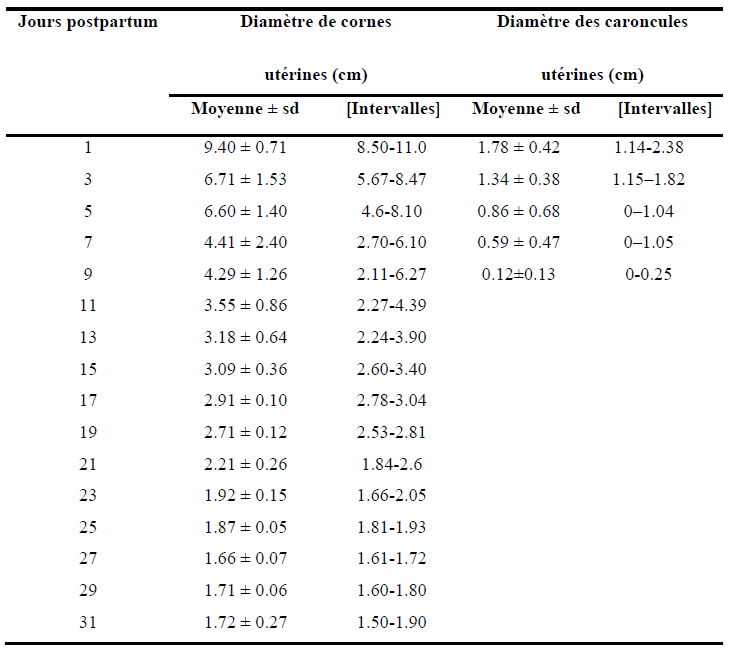 Jours postpartum Diamètre de cornes Diamètre des caroncules
utérines (cm) utérines (cm)
Moyenne ± sd [Intervalles] Moyenne ± sd [Intervalles]
1 9.40 ± 0.71 8.50-11.0 1.78 ± 0.42 1.14-2.38
3 6.71 ± 1.53 5.67-8.47 1.34 ± 0.38 1.15–1.82
5 6.60 ± 1.40 4.6-8.10 0.86 ± 0.68 0–1.04
7 4.41 ± 2.40 2.70-6.10 0.59 ± 0.47 0–1.05
9 4.29 ± 1.26 2.11-6.27 0.12±0.13 0-0.25
11 3.55 ± 0.86 2.27-4.39
13 3.18 ± 0.64 2.24-3.90
15 3.09 ± 0.36 2.60-3.40
17 2.91 ± 0.10 2.78-3.04
19 2.71 ± 0.12 2.53-2.81
21 2.21 ± 0.26 1.84-2.6
23 1.92 ± 0.15 1.66-2.05
25 1.87 ± 0.05 1.81-1.93
27 1.66 ± 0.07 1.61-1.72
29 1.71 ± 0.06 1.60-1.80
31 1.72 ± 0.27 1.50-1.90